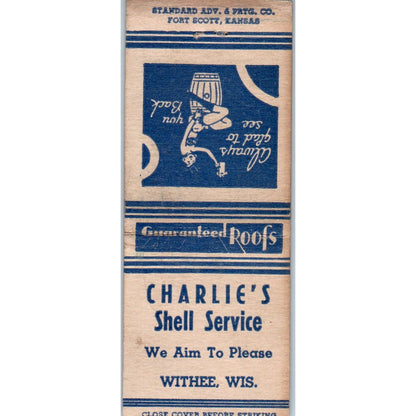 STANDARD ADV. & PRTG. CO.
FORT SCOTT, KANSAS
Always
glad to
see
you
Back
Guaranteed Roofs
CHARLIE'S
Shell Service
We Aim To Please
WITHEE, WIS.
CLOSE COVER BEFORE STRIKING